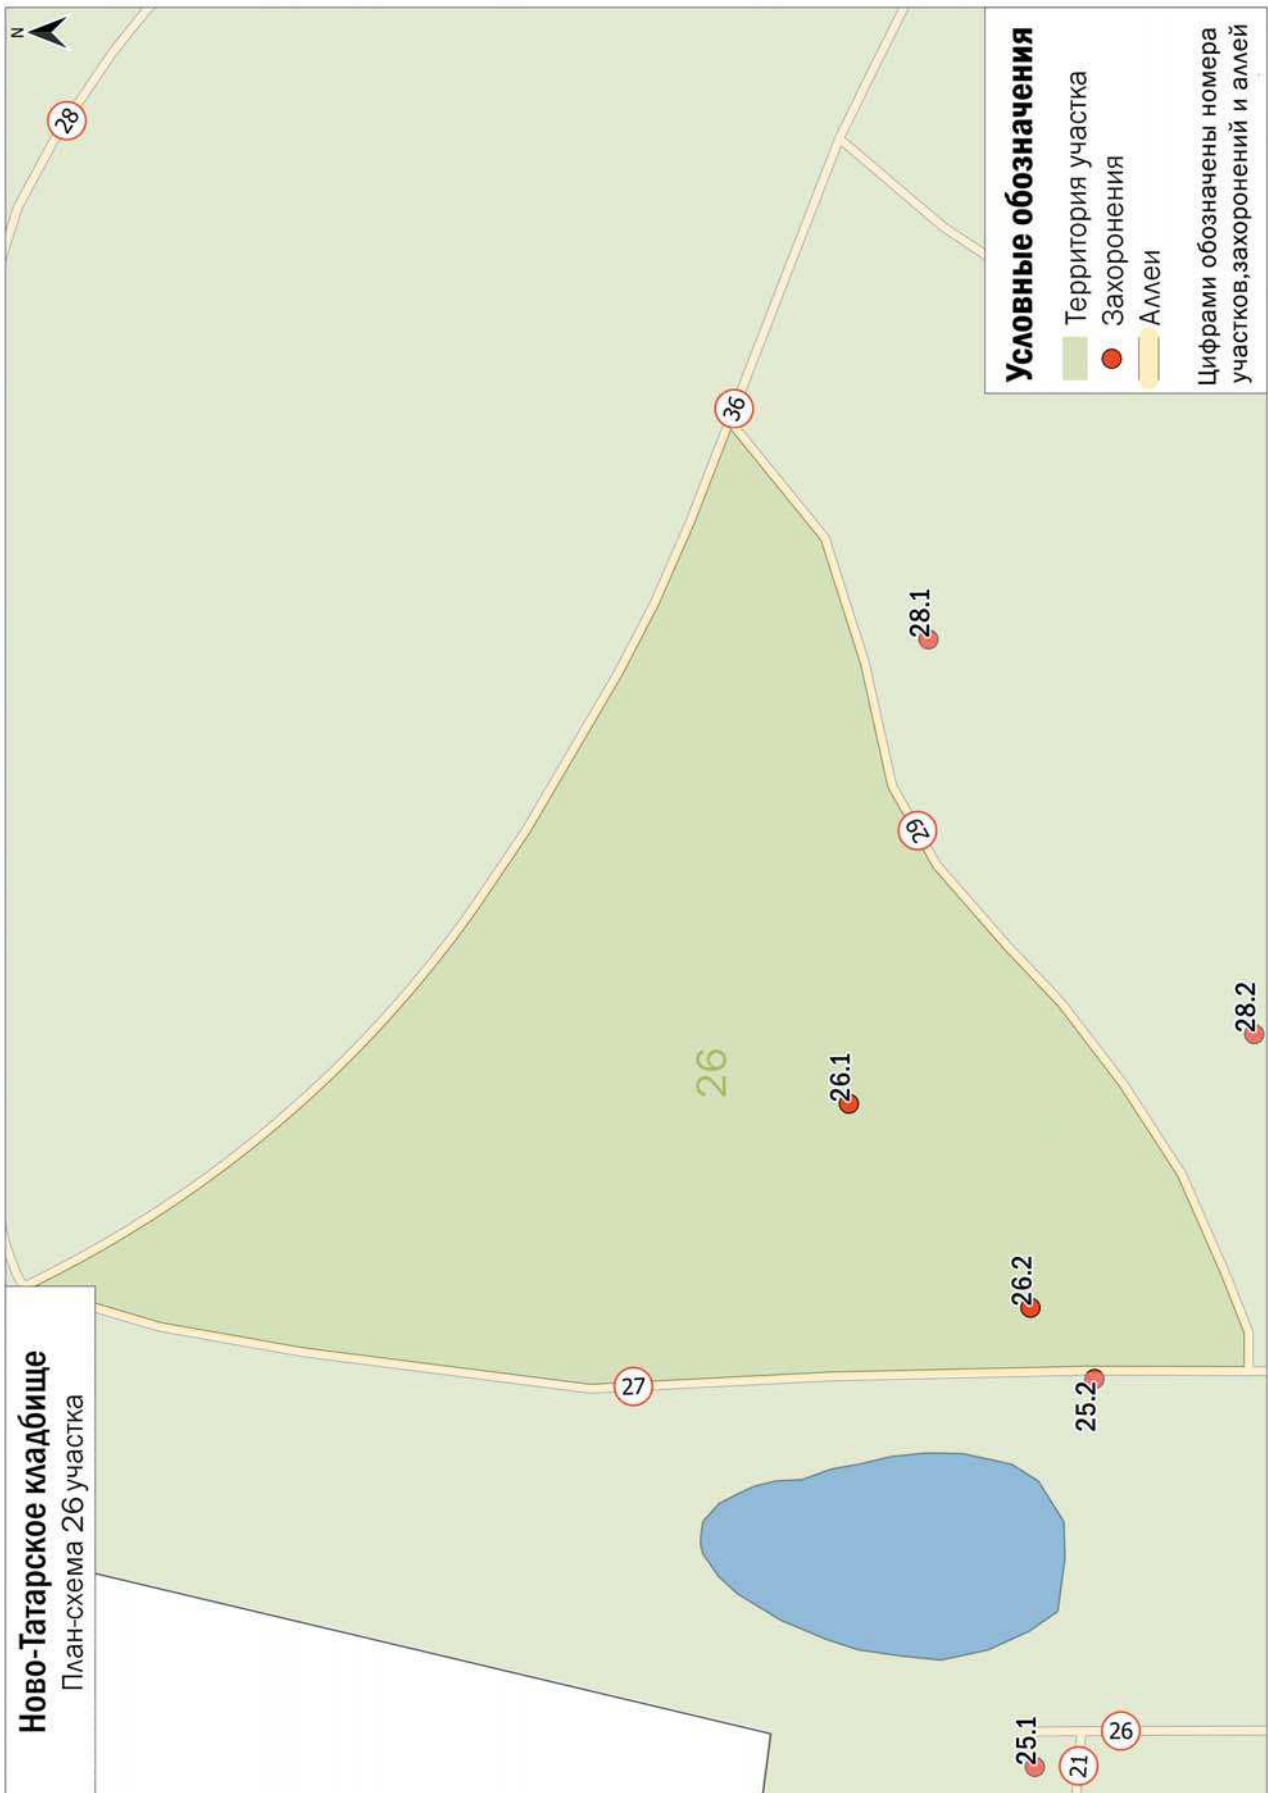 Ново-Татарское кладбище
План-схема 26 участка
N
28
36
28.1
29
26
26.1
28.2
26.2
27
25.2
25.1
26
21
Условные обозначения
Территория участка
Захоронения
Аллеи
Цифрами обозначены номера
участков,захоронений и аллей